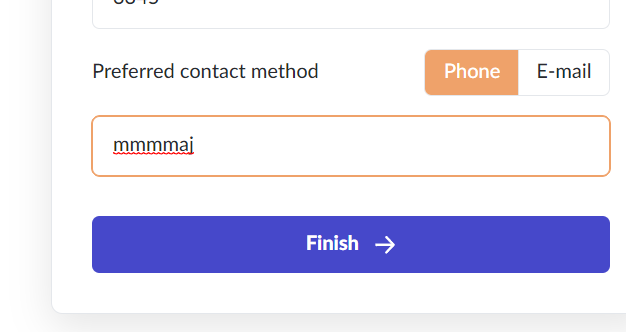 Preferred contact method
Phone E-mail
mmmmaj
Finish →